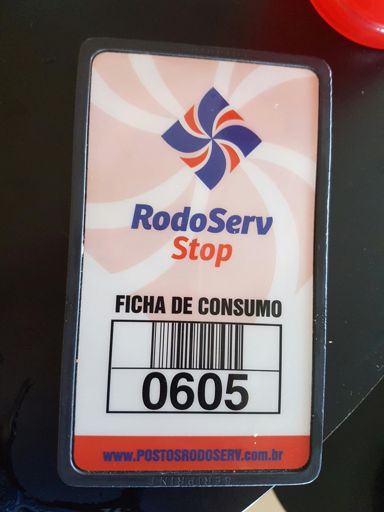 RodoServ
Stop
FICHA DE CONSUMO
0605
www.POSTOSRODOSERV.com.br